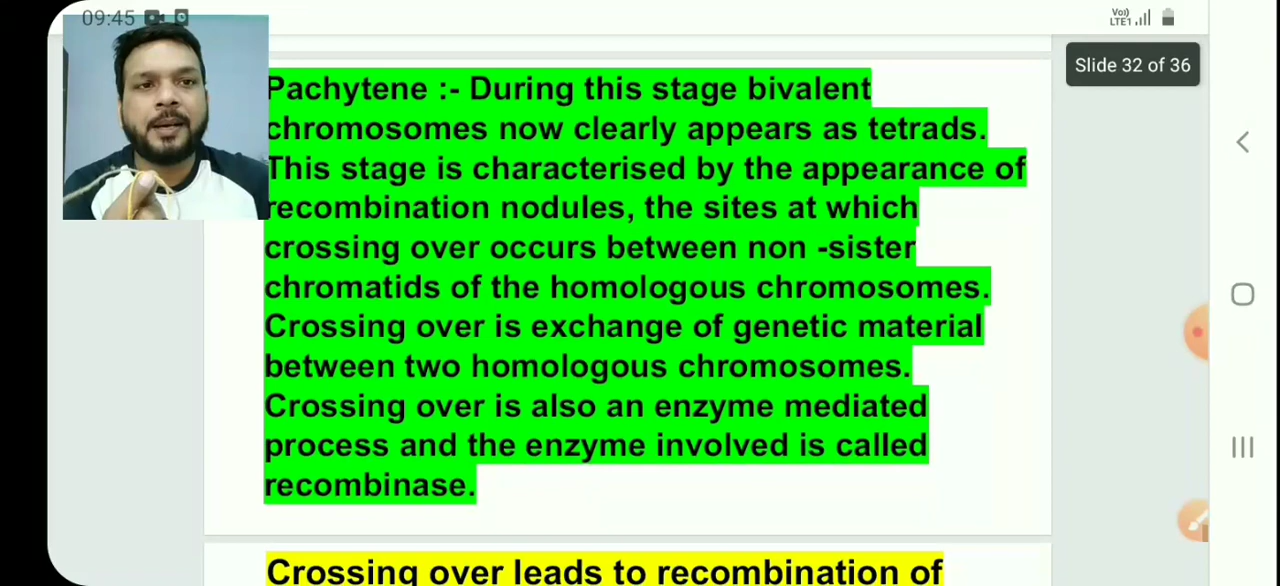 09:45
Vo)
LTE1
Slide 32 of 36
Pachytene :- During this stage bivalent
chromosomes now clearly appears as tetrads.
This stage is characterised by the appearance of
recombination nodules, the sites at which
crossing over occurs between non -sister
chromatids of the homologous chromosomes.
Crossing over is exchange of genetic material
between two homologous chromosomes.
Crossing over is also an enzyme mediated
process and the enzyme involved is called
recombinase.
Crossing over leads to recombination of